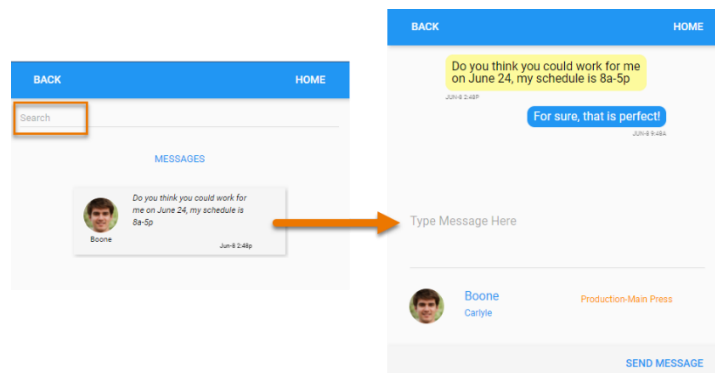 BACK HOME
Search
MESSAGES
Do you think you could work for
me on June 24, my schedule is
8a-5p
Boone
Jun-8 2:48p
BACK HOME
Do you think you could work for me
on June 24, my schedule is 8a-5p
JUN-8 2:48P
For sure, that is perfect!
JUN-8 9:48A
Type Message Here
Boone
Production-Main Press
Carlyle
SEND MESSAGE